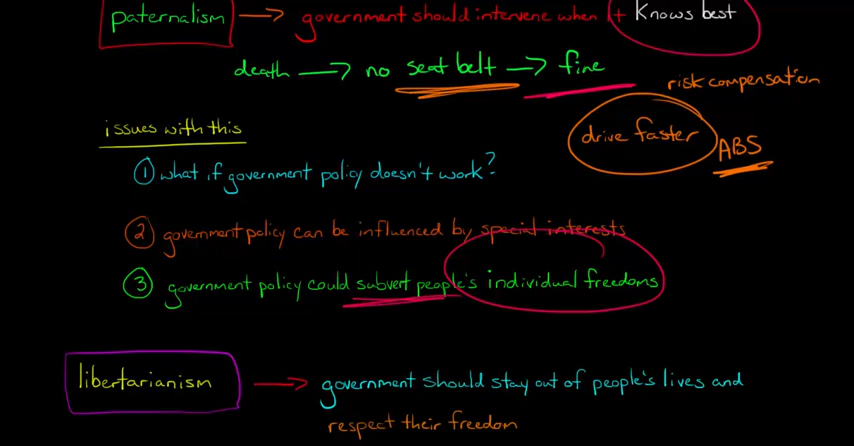 paternalism → government should intervene when it knows best
death → no seat belt → fine
risk compensation
drive faster
ABS
issues with this
① what if government policy doesn't work?
② government policy can be influenced by special interests
③ government policy could subvert people's individual freedoms
libertarianism → government should stay out of people's lives and
respect their freedom